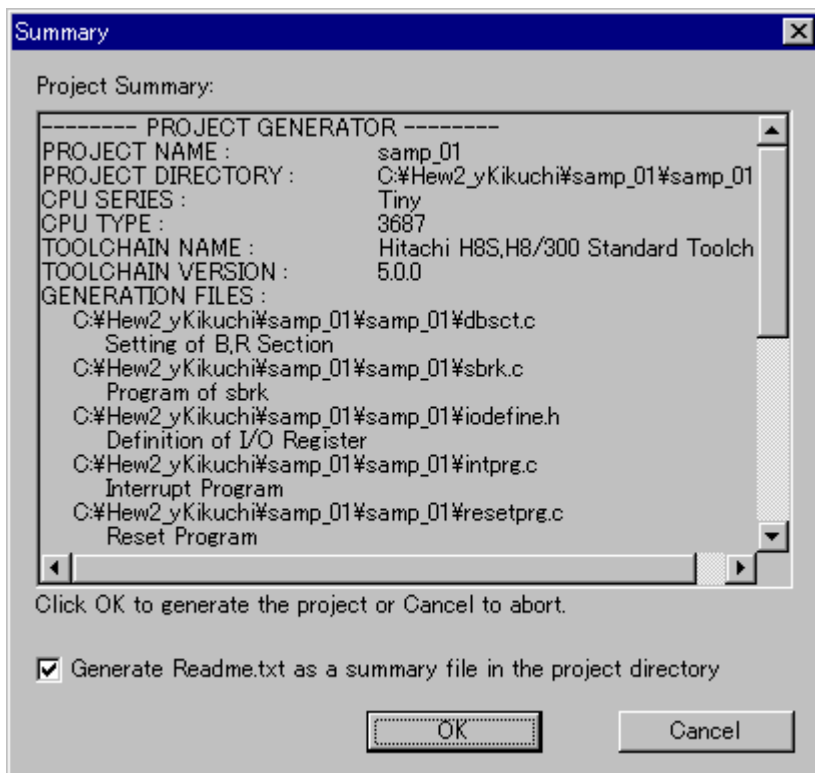 Summary
Project Summary:
-------- PROJECT GENERATOR --------
PROJECT NAME : samp_01
PROJECT DIRECTORY : C:¥Hew2_yKikuchi¥samp_01¥samp_01
CPU SERIES : Tiny
CPU TYPE : 3687
TOOLCHAIN NAME : Hitachi H8S,H8/300 Standard Toolch
TOOLCHAIN VERSION : 5.0.0
GENERATION FILES :
C:¥Hew2_yKikuchi¥samp_01¥samp_01¥dbsct.c
Setting of B,R Section
C:¥Hew2_yKikuchi¥samp_01¥samp_01¥sbrk.c
Program of sbrk
C:¥Hew2_yKikuchi¥samp_01¥samp_01¥iodefine.h
Definition of I/O Register
C:¥Hew2_yKikuchi¥samp_01¥samp_01¥intprg.c
Interrupt Program
C:¥Hew2_yKikuchi¥samp_01¥samp_01¥resetprg.c
Reset Program
Click OK to generate the project or Cancel to abort.
Generate Readme.txt as a summary file in the project directory
OK Cancel